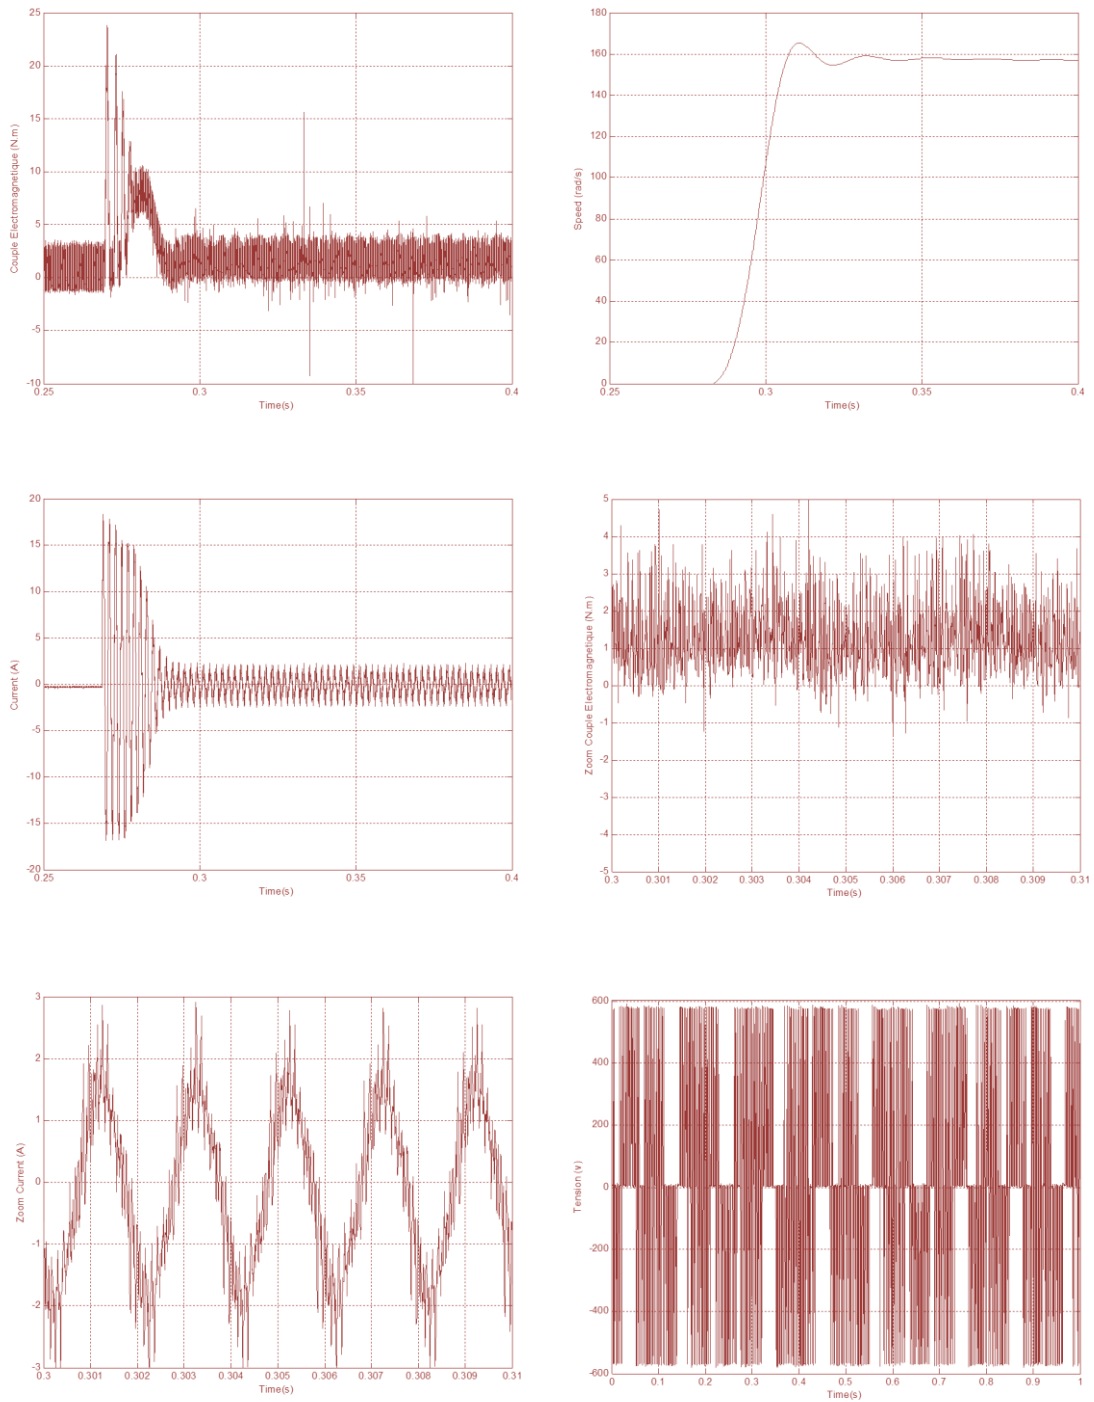 25
20
15
10
5
0
-5
-10
Couple Electromagnetique (N.m)
0.25 0.3 0.35 0.4
Time(s)
180
160
140
120
100
80
60
40
20
0
Speed (rad/s)
0.25 0.3 0.35 0.4
Time(s)
20
15
10
5
0
-5
-10
-15
-20
Current (A)
0.25 0.3 0.35 0.4
Time(s)
5
4
3
2
1
0
-1
-2
-3
-4
-5
Zoom Couple Electromagnetique (N.m)
0.3 0.301 0.302 0.303 0.304 0.305 0.306 0.307 0.308 0.309 0.31
Time(s)
3
2
1
0
-1
-2
-3
Zoom Current (A)
0.3 0.301 0.302 0.303 0.304 0.305 0.306 0.307 0.308 0.309 0.31
Time(s)
600
400
200
0
-200
-400
-600
Tension (v)
0 0.1 0.2 0.3 0.4 0.5 0.6 0.7 0.8 0.9 1
Time(s)